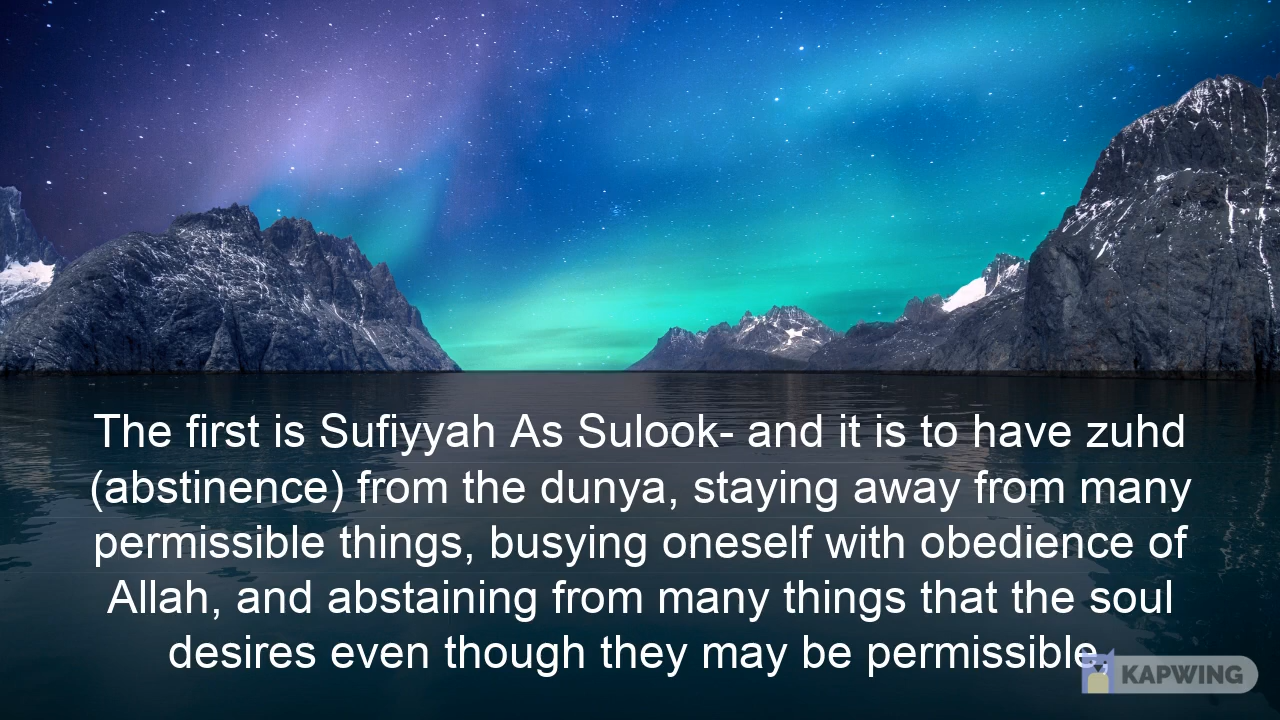 The first is Sufiyyah As Sulook- and it is to have zuhd
(abstinence) from the dunya, staying away from many
permissible things, busying oneself with obedience of
Allah, and abstaining from many things that the soul
desires even though they may be permissible.
KAPWING